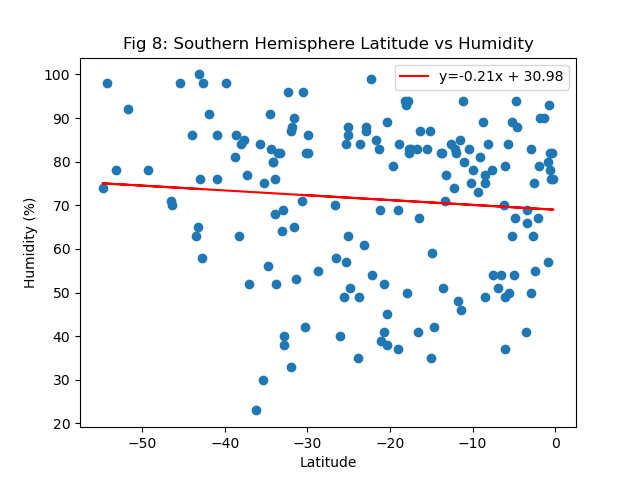 Fig 8: Southern Hemisphere Latitude vs Humidity
y=-0.21x + 30.98
100
90
80
70
60
50
40
30
20
Humidity (%)
−50 −40 −30 −20 −10 0
Latitude